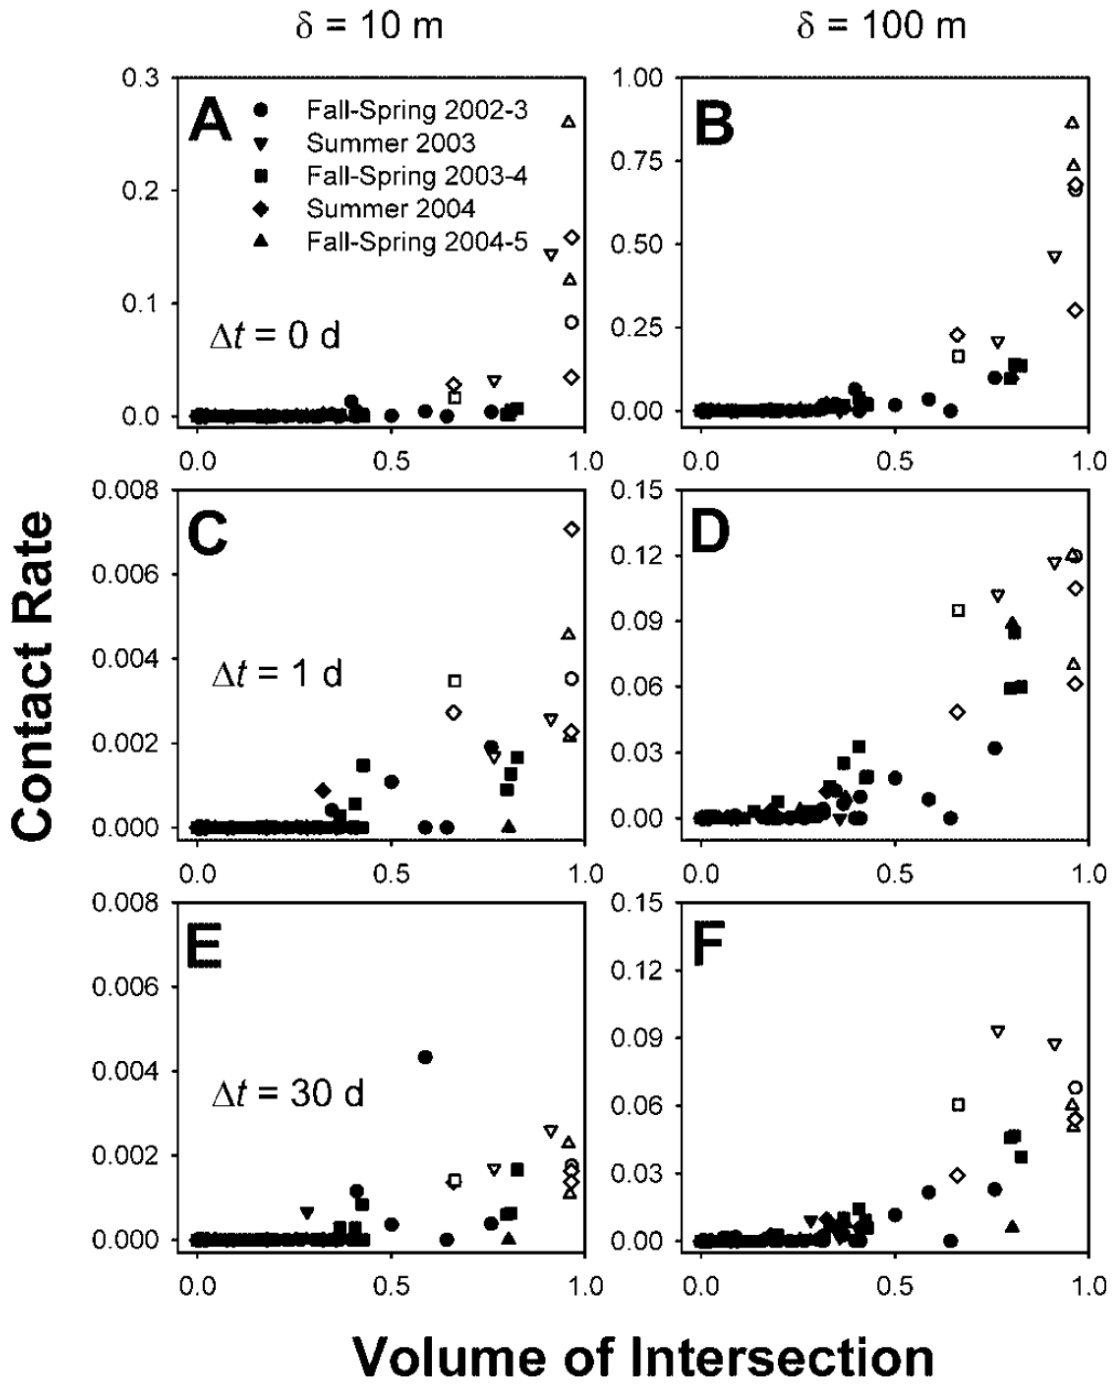 δ = 10 m
δ = 100 m
A
Fall-Spring 2002-3
Summer 2003
Fall-Spring 2003-4
Summer 2004
Fall-Spring 2004-5
Δt = 0 d
0.3
0.2
0.1
0.0
0.0 0.5 1.0
B
1.00
0.75
0.50
0.25
0.00
0.0 0.5 1.0
Contact Rate
C
Δt = 1 d
0.008
0.006
0.004
0.002
0.000
0.0 0.5 1.0
D
0.15
0.12
0.09
0.06
0.03
0.00
0.0 0.5 1.0
E
Δt = 30 d
0.008
0.006
0.004
0.002
0.000
0.0 0.5 1.0
F
0.15
0.12
0.09
0.06
0.03
0.00
0.0 0.5 1.0
Volume of Intersection